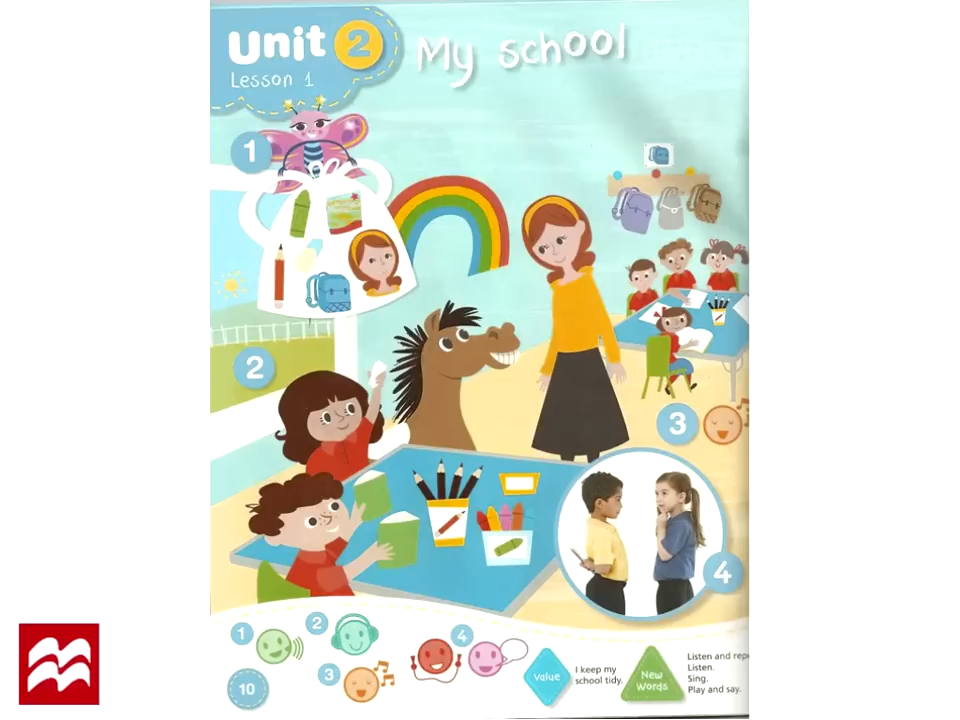 Unit 2
My school
Lesson 1
1
2
3
4
1
2
3
4
10
Value
I keep my
school tidy.
New
Words
Listen and
Listen.
Sing.
Play and say.